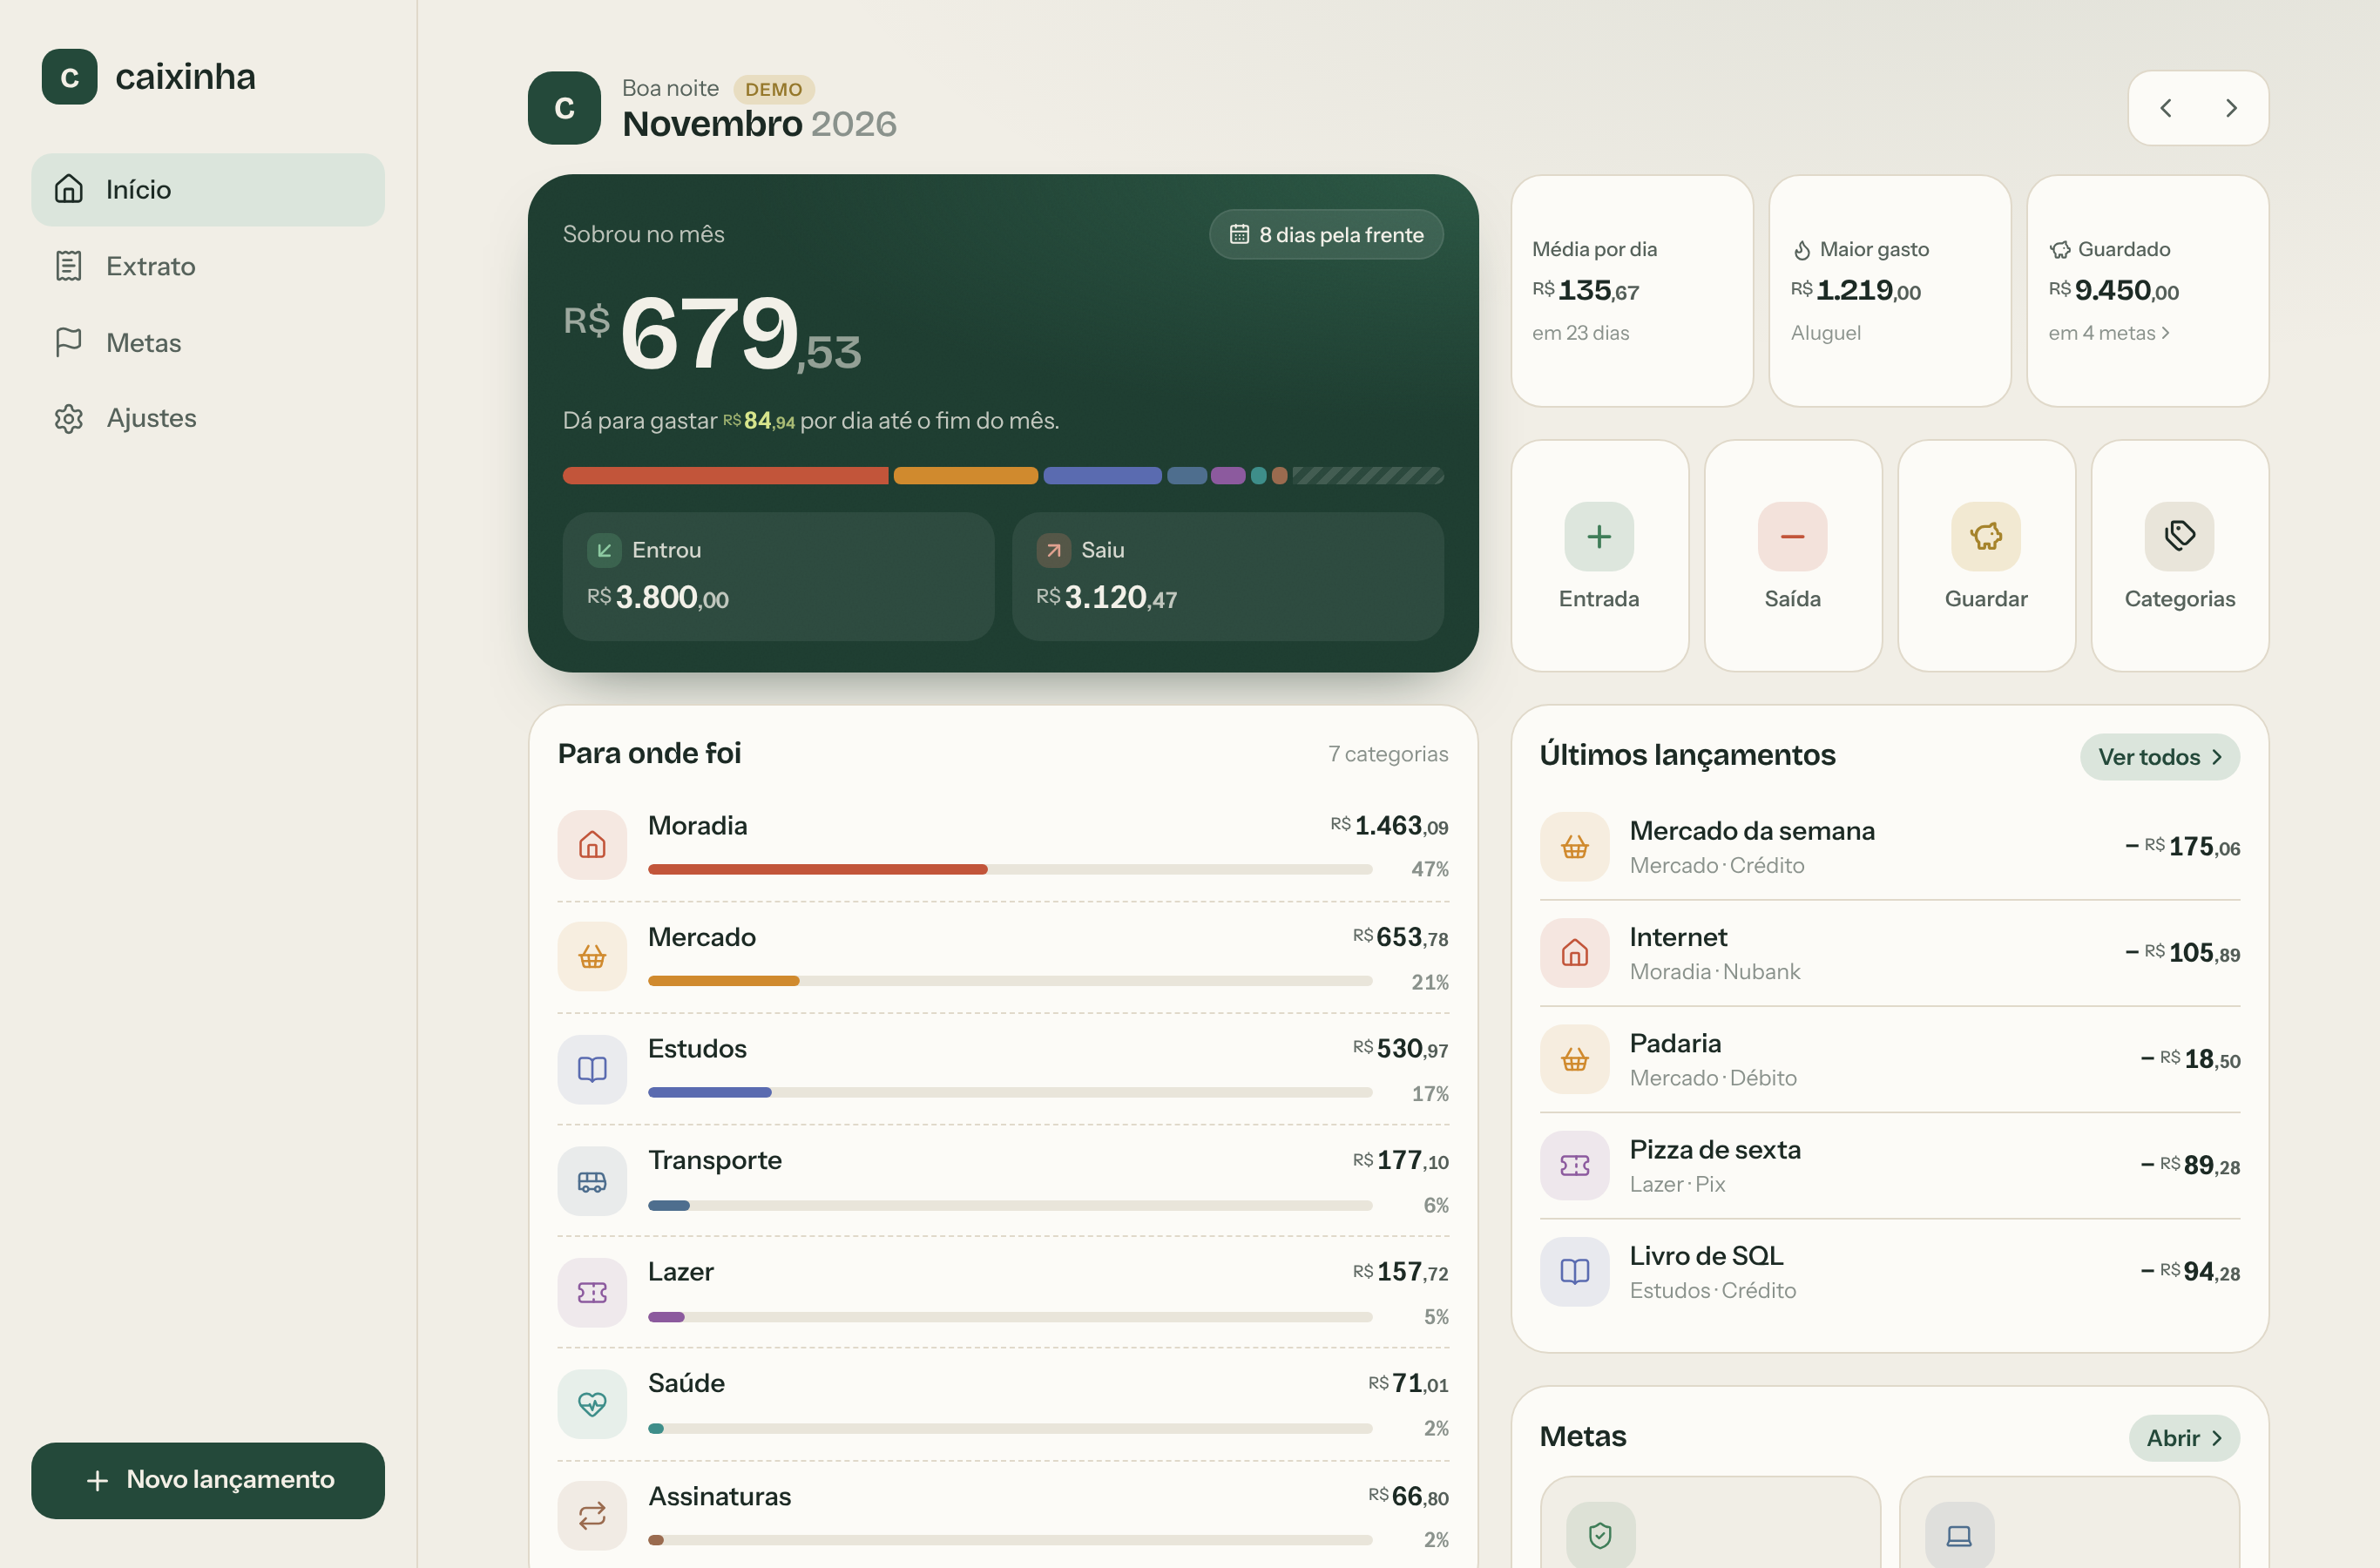 c caixinha
Início
Extrato
Metas
Ajustes
Novo lançamento
c
Boa noite DEMO
Novembro 2026
Sobrou no mês
8 dias pela frente
R$ 679,53
Dá para gastar R$ 84,94 por dia até o fim do mês.
Entrou
R$ 3.800,00
Saiu
R$ 3.120,47
Média por dia
R$ 135,67
em 23 dias
Maior gasto
R$ 1.219,00
Aluguel
Guardado
R$ 9.450,00
em 4 metas
Entrada
Saída
Guardar
Categorias
Para onde foi
7 categorias
Moradia
R$ 1.463,09
47%
Mercado
R$ 653,78
21%
Estudos
R$ 530,97
17%
Transporte
R$ 177,10
6%
Lazer
R$ 157,72
5%
Saúde
R$ 71,01
2%
Assinaturas
R$ 66,80
2%
Últimos lançamentos
Ver todos
Mercado da semana
Mercado · Crédito
– R$ 175,06
Internet
Moradia · Nubank
– R$ 105,89
Padaria
Mercado · Débito
– R$ 18,50
Pizza de sexta
Lazer · Pix
– R$ 89,28
Livro de SQL
Estudos · Crédito
– R$ 94,28
Metas
Abrir